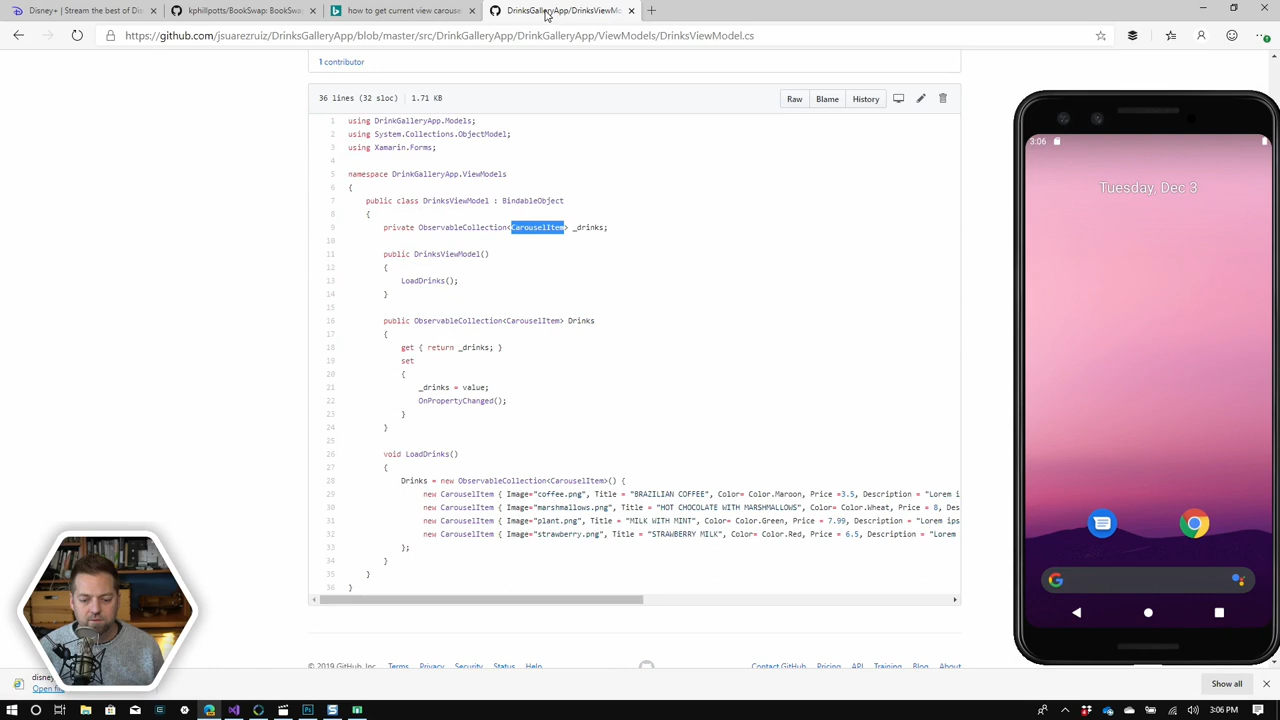 Disney+ | Stream the best of Dis
kphillpotts/BookSwap: BookSwap
how to get current view carouse
DrinksGalleryApp/DrinksViewMo
https://github.com/jsuarezruiz/DrinksGalleryApp/blob/master/src/DrinkGalleryApp/DrinkGalleryApp/ViewModels/DrinksViewModel.cs
1 contributor
36 lines (32 sloc) | 1.71 KB
Raw
Blame
History
1 using DrinkGalleryApp.Models;
2 using System.Collections.ObjectModel;
3 using Xamarin.Forms;
4
5 namespace DrinkGalleryApp.ViewModels
6 {
7 public class DrinksViewModel : BindableObject
8 {
9 private ObservableCollection<CarouselItem> _drinks;
10
11 public DrinksViewModel()
12 {
13 LoadDrinks();
14 }
15
16 public ObservableCollection<CarouselItem> Drinks
17 {
18 get { return _drinks; }
19 set
20 {
21 _drinks = value;
22 OnPropertyChanged();
23 }
24 }
25
26 void LoadDrinks()
27 {
28 Drinks = new ObservableCollection<CarouselItem>() {
29 new CarouselItem { Image="coffee.png", Title = "BRAZILIAN COFFEE", Color= Color.Maroon, Price =3.5, Description = "Lorem i
30 new CarouselItem { Image="marshmallows.png", Title = "HOT CHOCOLATE WITH MARSHMALLOWS", Color= Color.Wheat, Price = 8, Des
31 new CarouselItem { Image="plant.png", Title = "MILK WITH MINT", Color= Color.Green, Price = 7.99, Description = "Lorem ips
32 new CarouselItem { Image="strawberry.png", Title = "STRAWBERRY MILK", Color= Color.Red, Price = 6.5, Description = "Lorem
33 };
34 }
35 }
36 }
© 2019 GitHub, Inc.
Terms
Privacy
Security
Status
Help
Contact GitHub
Pricing
API
Training
Blog
About
3:06
Tuesday, Dec 3
disney
Open file
Show all
3:06 PM